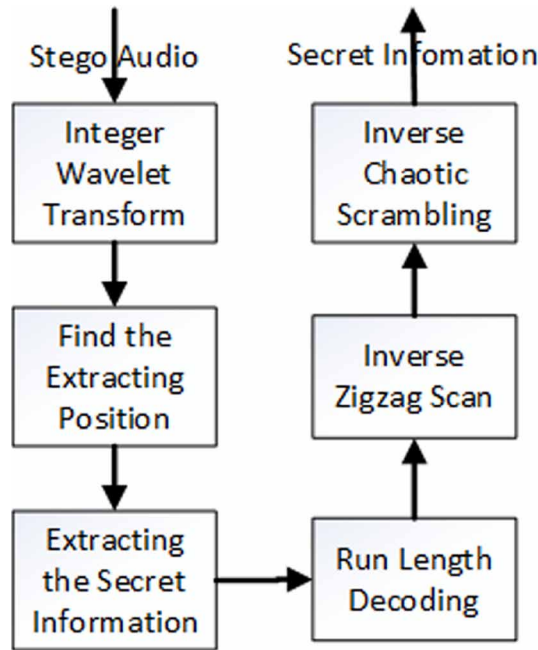 Stego Audio
Integer
Wavelet
Transform
Find the
Extracting
Position
Extracting
the Secret
Information
Run Length
Decoding
Inverse
Zigzag Scan
Inverse
Chaotic
Scrambling
Secret Infomation